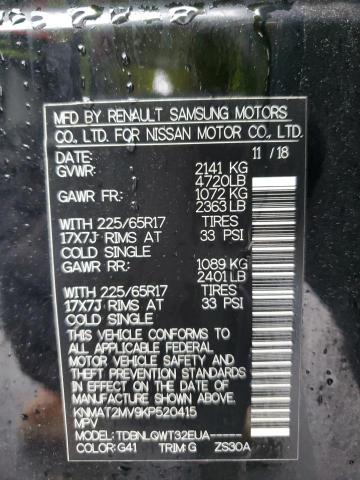 MFD BY RENAULT SAMSUNG MOTORS
CO., LTD. FOR NISSAN MOTOR CO., LTD.
DATE: 11 / 18
GVWR: 2141 KG
4720LB
GAWR FR: 1072 KG
2363 LB
WITH 225/65R17 TIRES
17X7J RIMS AT 33 PSI
COLD SINGLE
GAWR RR: 1089 KG
2401 LB
WITH 225/65R17 TIRES
17X7J RIMS AT 33 PSI
COLD SINGLE
THIS VEHICLE CONFORMS TO
ALL APPLICABLE FEDERAL
MOTOR VEHICLE SAFETY AND
THEFT PREVENTION STANDARDS
IN EFFECT ON THE DATE OF
MANUFACTURE SHOWN ABOVE.
KNMAT2MV9KP520415
MPV
MODEL: TDBNLQWT32EUA-----
COLOR: G41 TRIM: G ZS30A